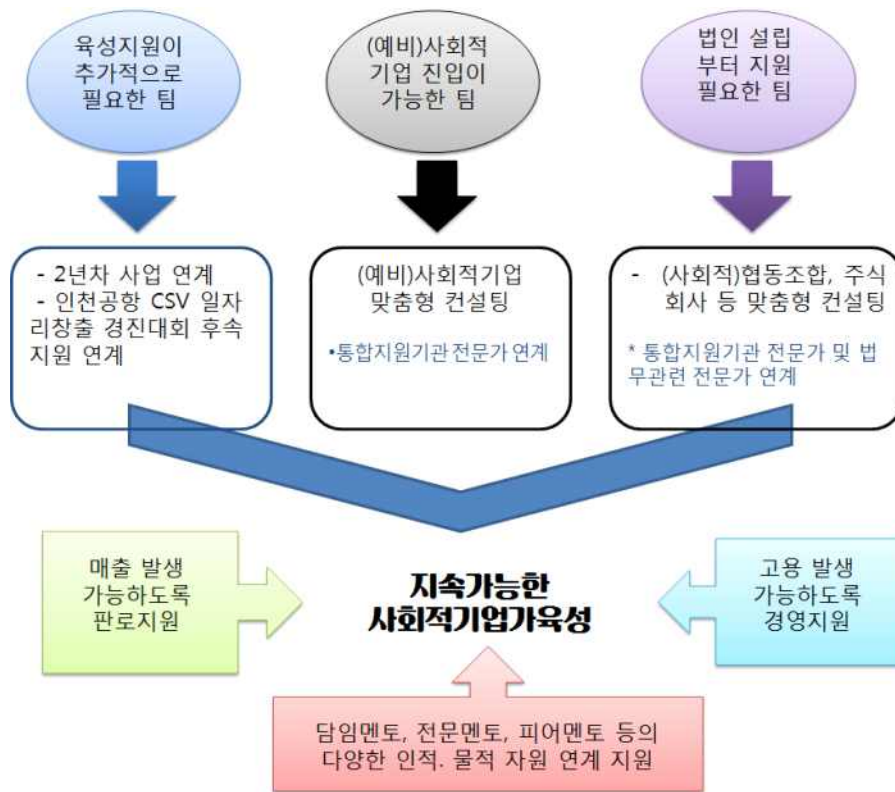 육성지원이
추가적으로
필요한 팀
(예비)사회적
기업 진입이
가능한 팀
법인 설립
부터 지원
필요한 팀
- 2년차 사업 연계
- 인천공항 CSV 일자
리창출 경진대회 후속
지원 연계
(예비)사회적기업
맞춤형 컨설팅
•통합지원기관 전문가 연계
- (사회적)협동조합, 주식
회사 등 맞춤형 컨설팅
* 통합지원기관 전문가 및 법
무관련 전문가 연계
매출 발생
가능하도록
판로지원
지속가능한
사회적기업가육성
고용 발생
가능하도록
경영지원
담임멘토, 전문멘토, 피어멘토 등의
다양한 인적. 물적 자원 연계 지원